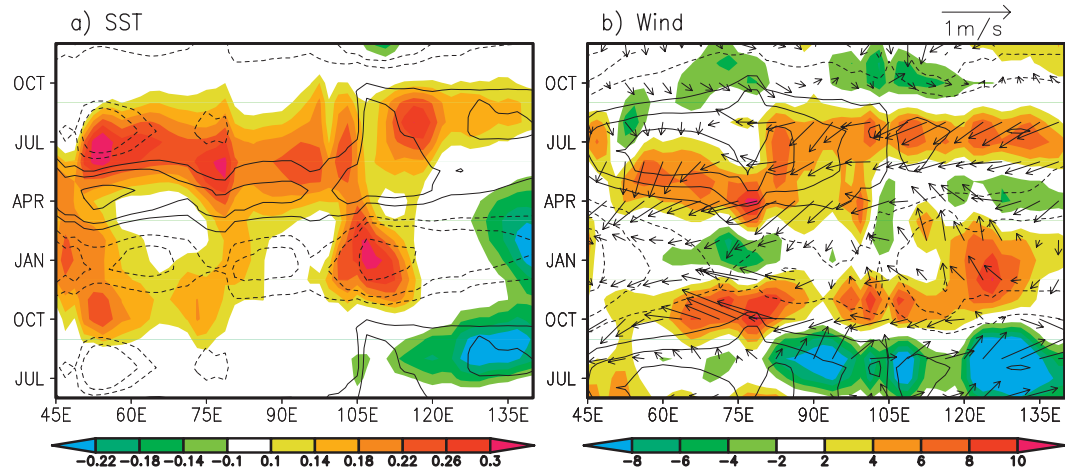 a) SST
b) Wind
1m/s
OCT
JUL
APR
JAN
OCT
JUL
45E 60E 75E 90E 105E 120E 135E
-0.22 -0.18 -0.14 -0.1 0.1 0.14 0.18 0.22 0.26 0.3
OCT
JUL
APR
JAN
OCT
JUL
45E 60E 75E 90E 105E 120E 135E
-8 -6 -4 -2 2 4 6 8 10